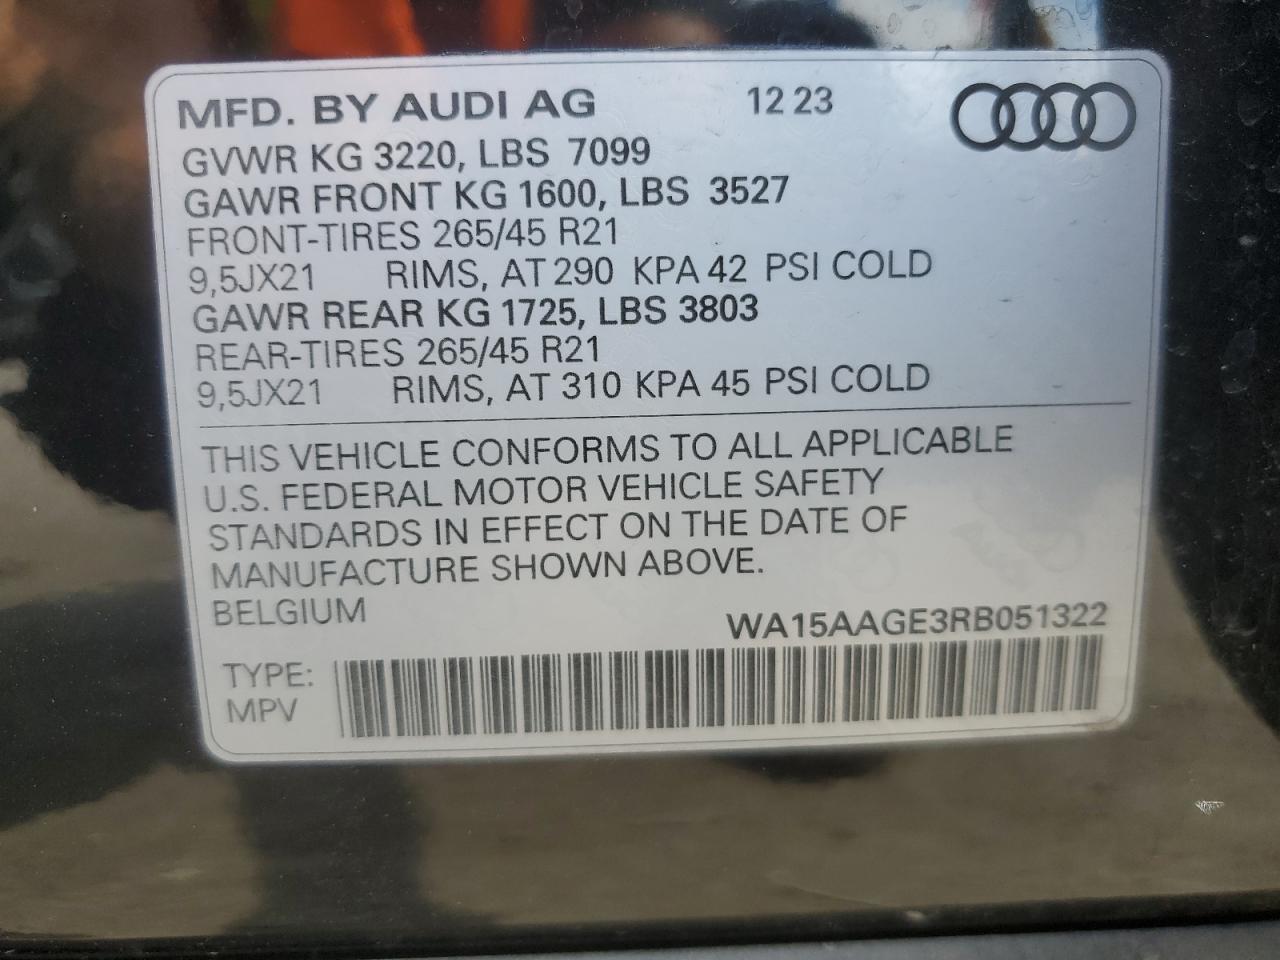 MFD. BY AUDI AG 12 23
GVWR KG 3220, LBS 7099
GAWR FRONT KG 1600, LBS 3527
FRONT-TIRES 265/45 R21
9,5JX21 RIMS, AT 290 KPA 42 PSI COLD
GAWR REAR KG 1725, LBS 3803
REAR-TIRES 265/45 R21
9,5JX21 RIMS, AT 310 KPA 45 PSI COLD
THIS VEHICLE CONFORMS TO ALL APPLICABLE
U.S. FEDERAL MOTOR VEHICLE SAFETY
STANDARDS IN EFFECT ON THE DATE OF
MANUFACTURE SHOWN ABOVE.
BELGIUM
WA15AAGE3RB051322
TYPE:
MPV